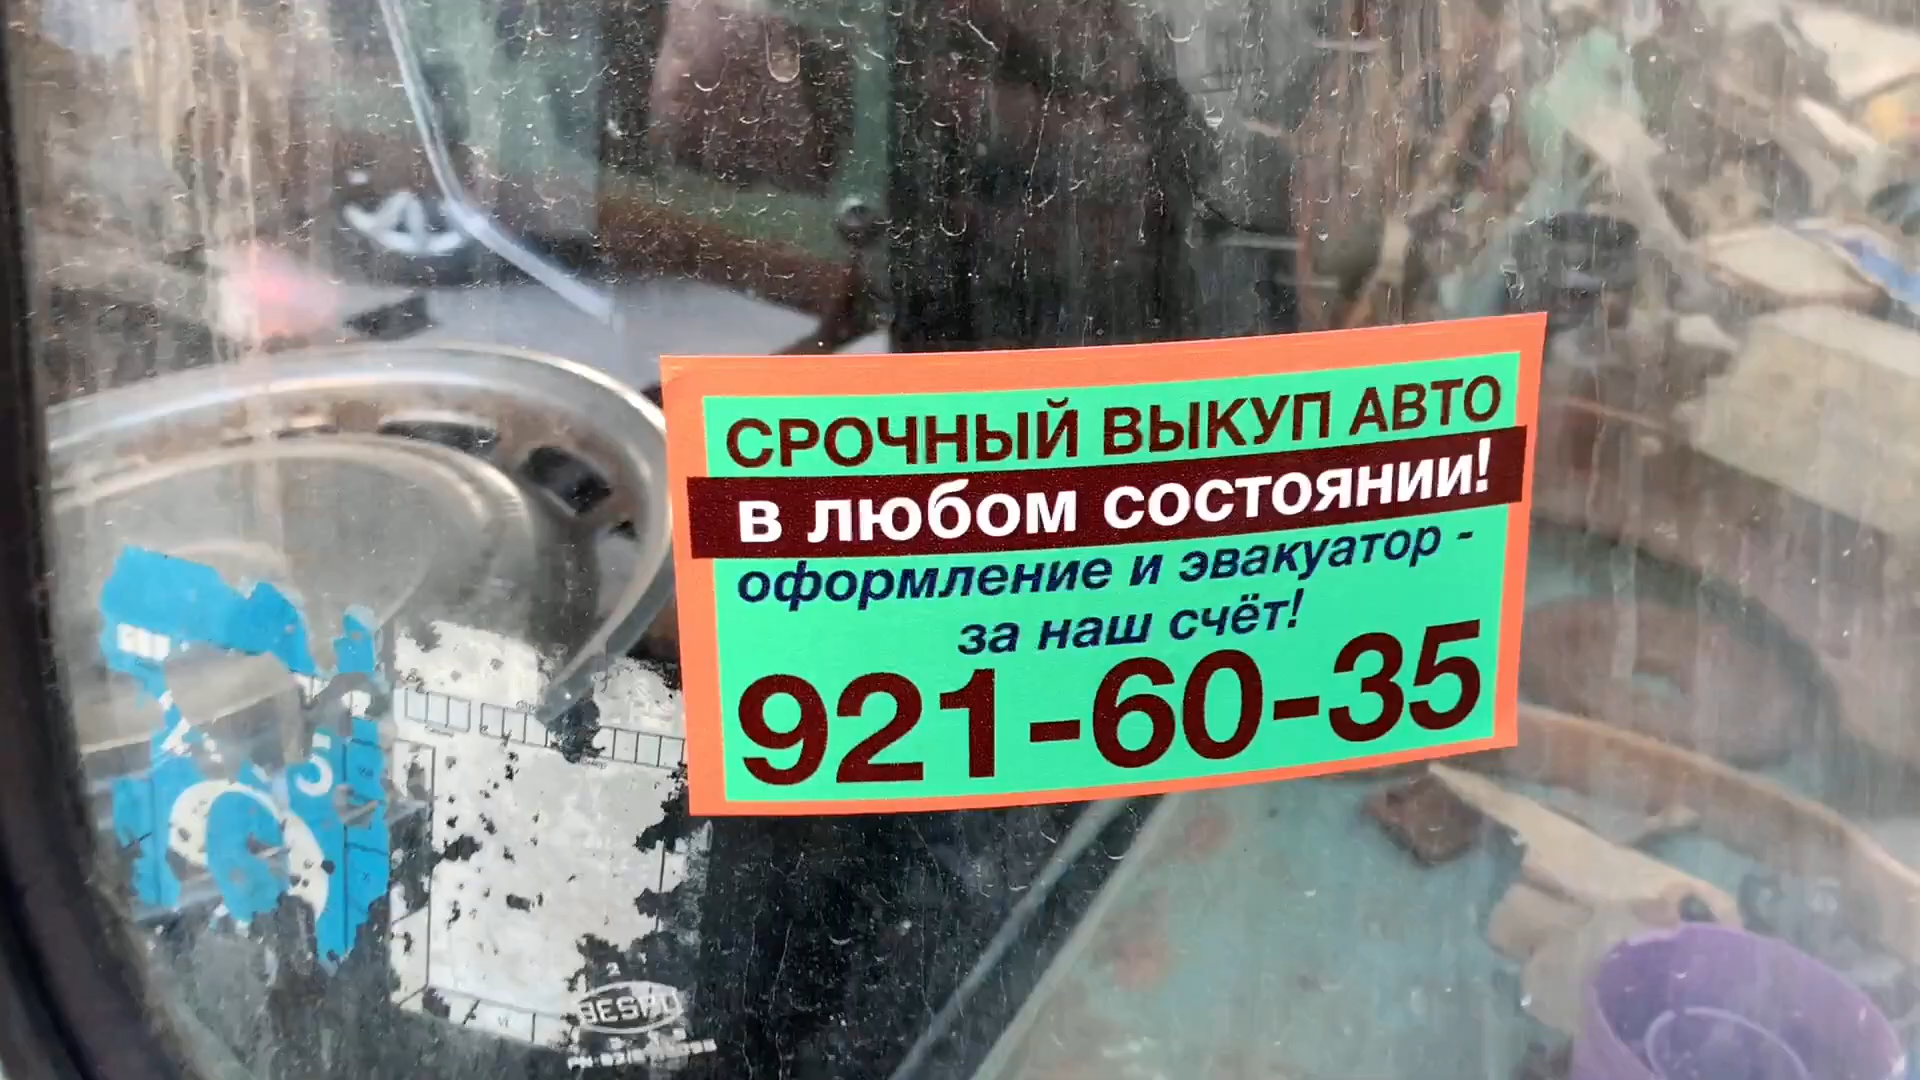 СРОЧНЫЙ ВЫКУП АВТО
в любом состоянии!
оформление и эвакуатор -
за наш счёт!
921-60-35